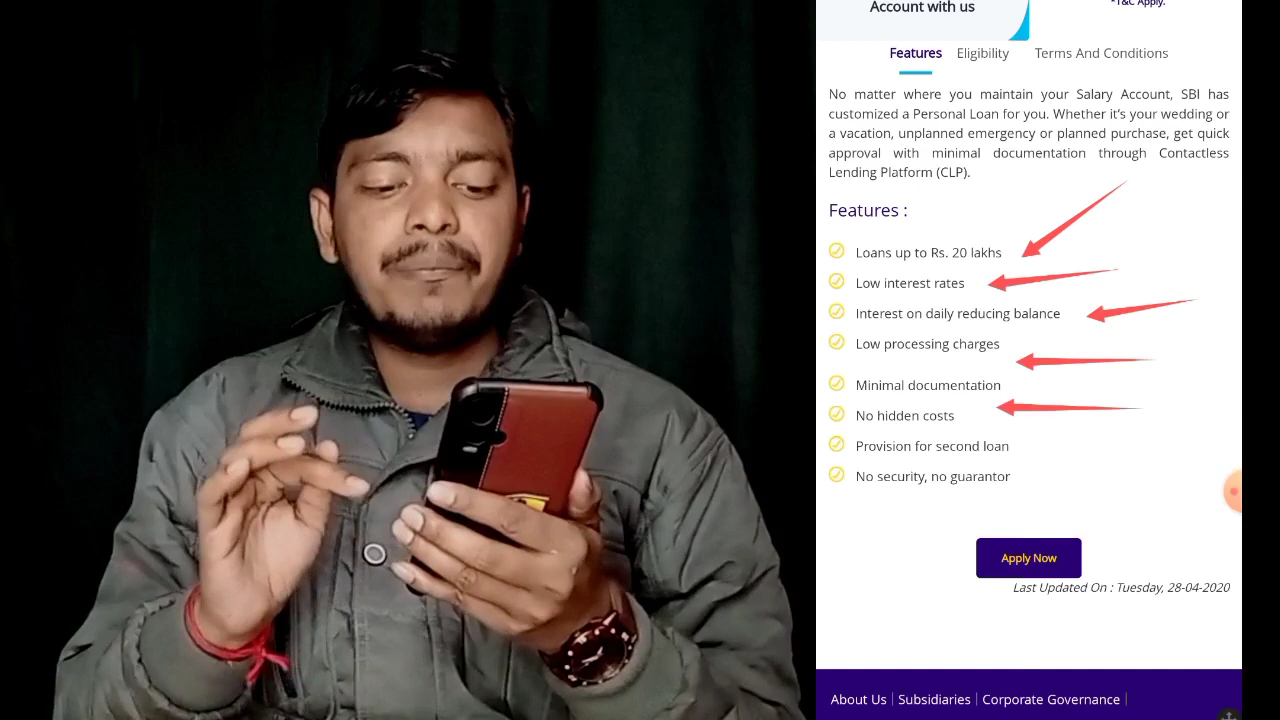 Account with us
*T&C Apply.
Features Eligibility Terms And Conditions
No matter where you maintain your Salary Account, SBI has
customized a Personal Loan for you. Whether it's your wedding or
a vacation, unplanned emergency or planned purchase, get quick
approval with minimal documentation through Contactless
Lending Platform (CLP).
Features :
Loans up to Rs. 20 lakhs
Low interest rates
Interest on daily reducing balance
Low processing charges
Minimal documentation
No hidden costs
Provision for second loan
No security, no guarantor
Apply Now
Last Updated On : Tuesday, 28-04-2020
About Us | Subsidiaries | Corporate Governance |